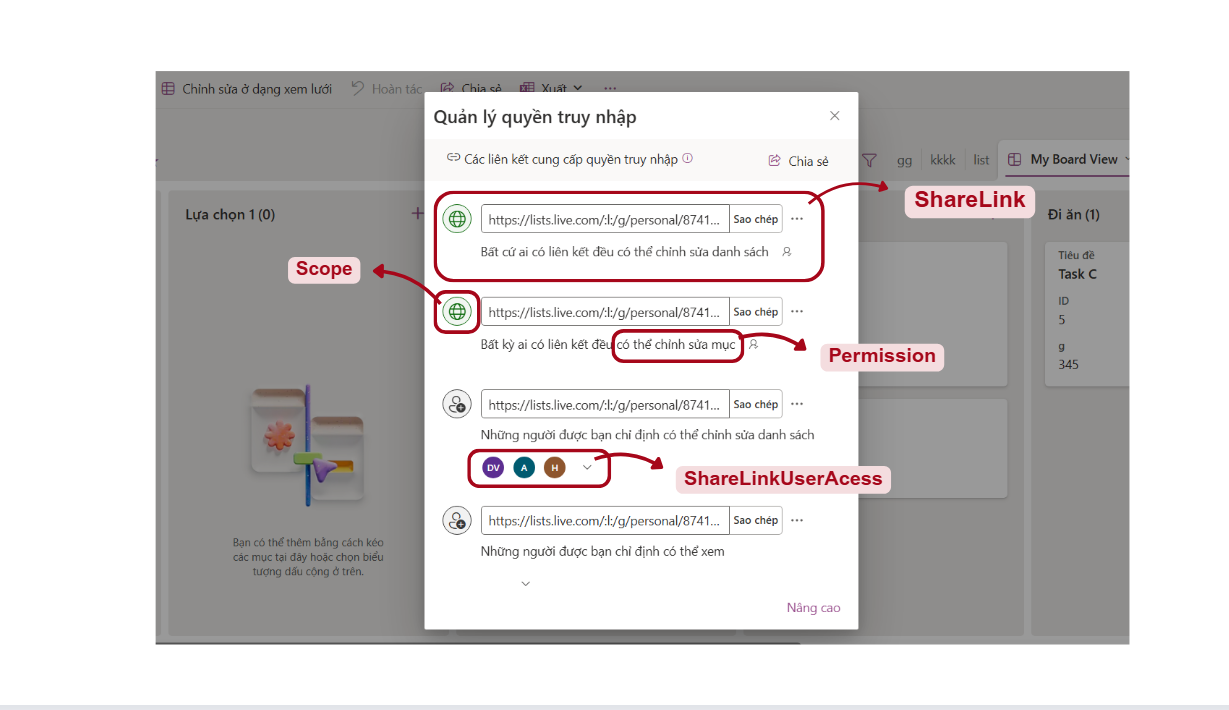 Chỉnh sửa ở dạng xem lưới Hoàn tác Chia sẻ Xuất ...
Quản lý quyền truy nhập
Các liên kết cung cấp quyền truy nhập Chia sẻ
gg kkkk list My Board View
ShareLink
Lựa chọn 1 (0)
https://lists.live.com/:l:/g/personal/8741... Sao chép ...
Đi ăn (1)
Bất cứ ai có liên kết đều có thể chỉnh sửa danh sách
Tiêu đề
Task C
Scope
ID
5
https://lists.live.com/:l:/g/personal/8741... Sao chép ...
Bất kỳ ai có liên kết đều có thể chỉnh sửa mục
g
345
Permission
https://lists.live.com/:l:/g/personal/8741... Sao chép ...
Những người được bạn chỉ định có thể chỉnh sửa danh sách
DV A H
ShareLinkUserAcess
https://lists.live.com/:l:/g/personal/8741... Sao chép ...
Những người được bạn chỉ định có thể xem
Bạn có thể thêm bằng cách kéo
các mục tại đây hoặc chọn biểu
tượng dấu cộng ở trên.
Nâng cao